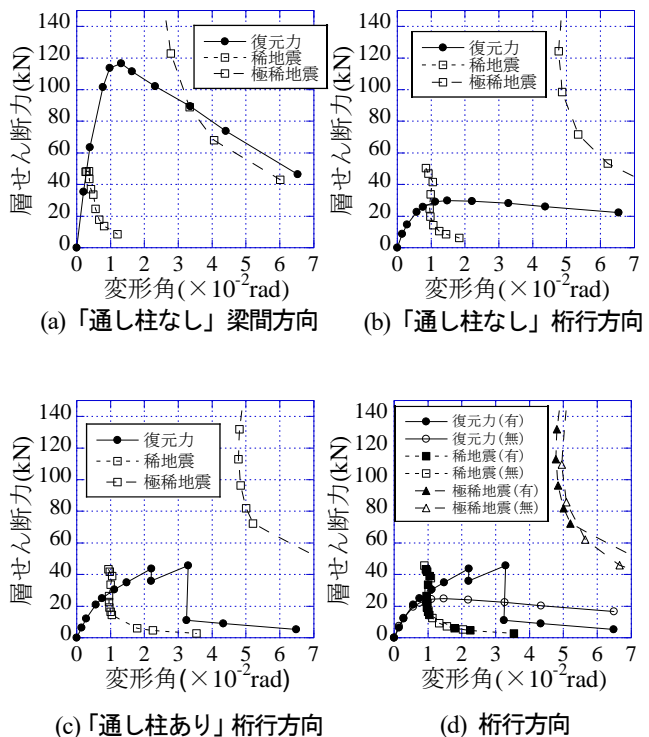 140
120
100
80
60
40
20
0
層せん断力(kN)
復元力
稀地震
極稀地震
0 1 2 3 4 5 6 7
変形角(×10⁻²rad)
(a)「通し柱なし」梁間方向
140
120
100
80
60
40
20
0
層せん断力(kN)
復元力
稀地震
極稀地震
0 1 2 3 4 5 6 7
変形角(×10⁻²rad)
(b)「通し柱なし」桁行方向
140
120
100
80
60
40
20
0
層せん断力(kN)
復元力
稀地震
極稀地震
0 1 2 3 4 5 6 7
変形角(×10⁻²rad)
(c)「通し柱あり」桁行方向
140
120
100
80
60
40
20
0
層せん断力(kN)
復元力(有)
復元力(無)
稀地震(有)
稀地震(無)
極稀地震(有)
極稀地震(無)
0 1 2 3 4 5 6 7
変形角(×10⁻²rad)
(d) 桁行方向